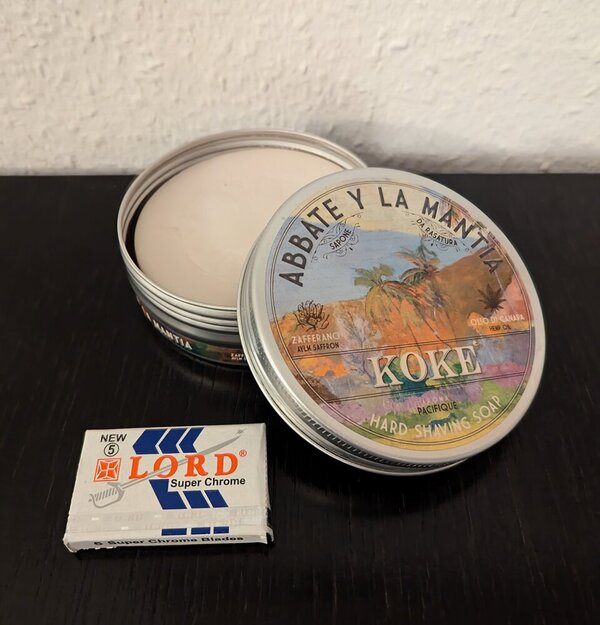 ABBATE Y LA MANTIA
SAPONE
DA RASATURA
ZAFFERANO
AYLM SAFFRON
OLIO DI CANAPA
HEMP OIL
KOKE
PACIFIQUE
HARD SHAVING SOAP
MANTIA
NEW
5
LORD®
Super Chrome
5 Super Chrome Blades